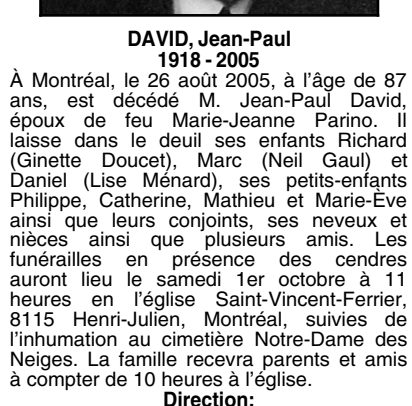 DAVID, Jean-Paul
1918 - 2005
À Montréal, le 26 août 2005, à l'âge de 87
ans, est décédé M. Jean-Paul David,
époux de feu Marie-Jeanne Parino. Il
laisse dans le deuil ses enfants Richard
(Ginette Doucet), Marc (Neil Gaul) et
Daniel (Lise Ménard), ses petits-enfants
Philippe, Catherine, Mathieu et Marie-Ève
ainsi que leurs conjoints, ses neveux et
nièces ainsi que plusieurs amis. Les
funérailles en présence des cendres
auront lieu le samedi 1er octobre à 11
heures en l'église Saint-Vincent-Ferrier,
8115 Henri-Julien, Montréal, suivies de
l'inhumation au cimetière Notre-Dame des
Neiges. La famille recevra parents et amis
à compter de 10 heures à l'église.
Direction: